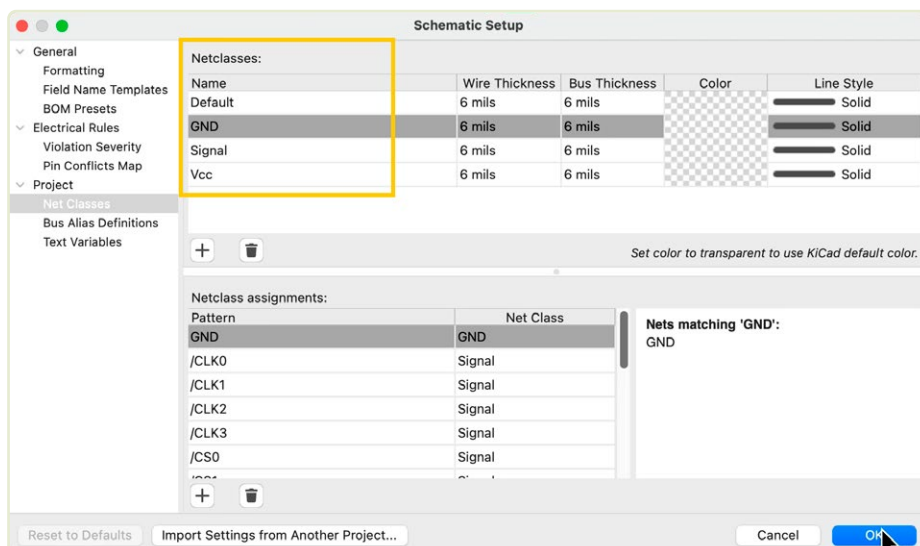 Schematic Setup
General
Formatting
Field Name Templates
BOM Presets
Electrical Rules
Violation Severity
Pin Conflicts Map
Project
Net Classes
Bus Alias Definitions
Text Variables
Netclasses:
Name Wire Thickness Bus Thickness Color Line Style
Default 6 mils 6 mils Solid
GND 6 mils 6 mils Solid
Signal 6 mils 6 mils Solid
Vcc 6 mils 6 mils Solid
Set color to transparent to use KiCad default color.
Netclass assignments:
Pattern Net Class
GND GND
/CLK0 Signal
/CLK1 Signal
/CLK2 Signal
/CLK3 Signal
/CS0 Signal
Nets matching 'GND':
GND
Reset to Defaults Import Settings from Another Project... Cancel OK